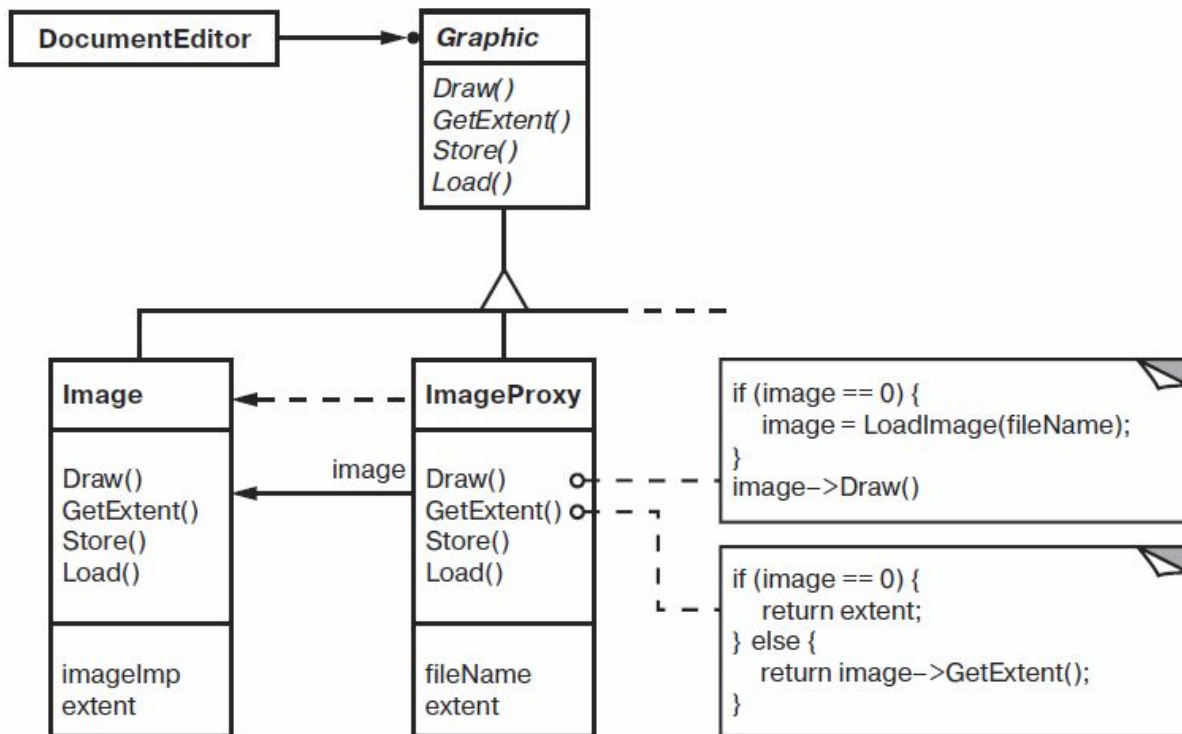 DocumentEditor
Graphic
Draw()
GetExtent()
Store()
Load()
Image
Draw()
GetExtent()
Store()
Load()
imageImp
extent
image
ImageProxy
Draw()
GetExtent()
Store()
Load()
fileName
extent
if (image == 0) {
image = LoadImage(fileName);
}
image–>Draw()
if (image == 0) {
return extent;
} else {
return image–>GetExtent();
}